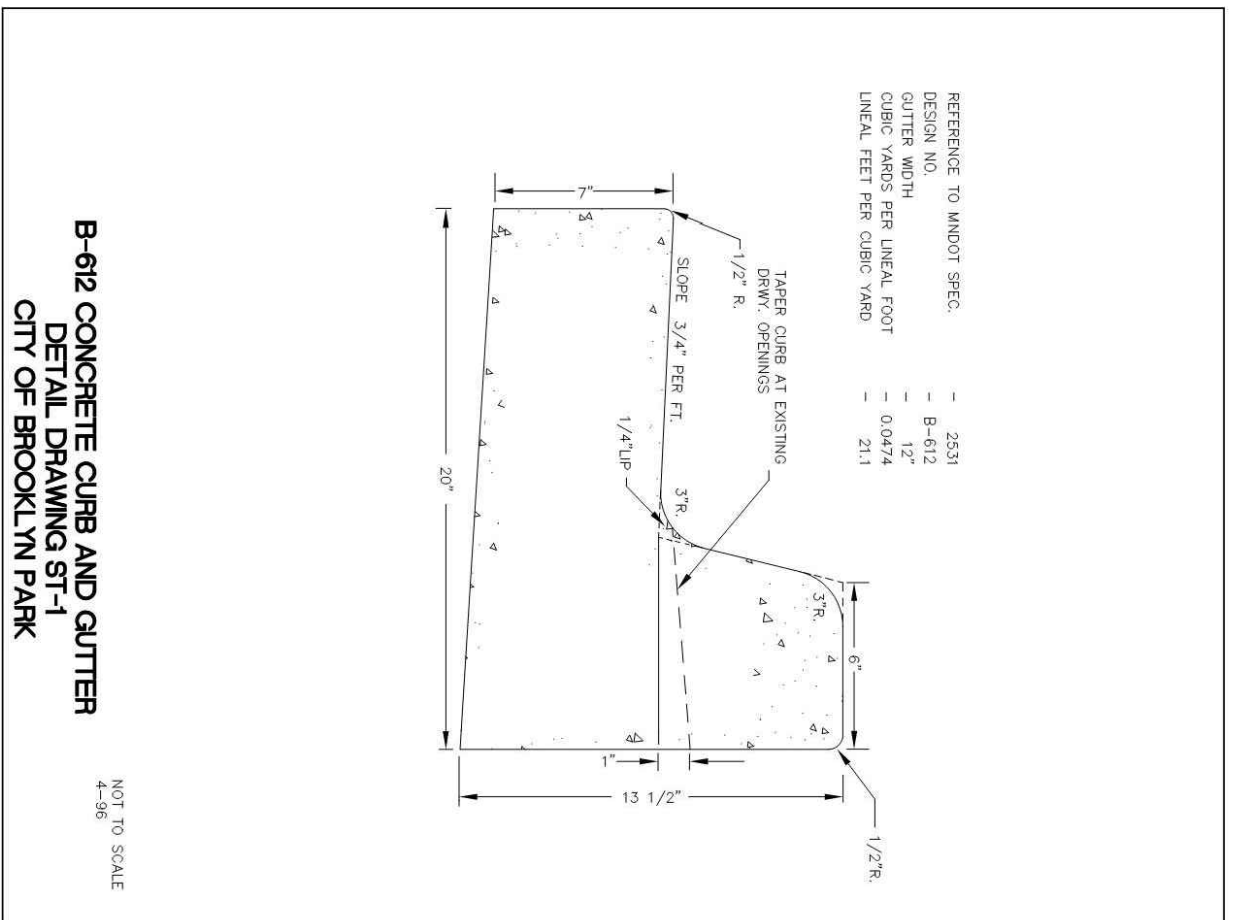 REFERENCE TO MNDOT SPEC. - 2531
DESIGN NO. - B-612
GUTTER WIDTH - 12"
CUBIC YARDS PER LINEAL FOOT - 0.0474
LINEAL FEET PER CUBIC YARD - 21.1
TAPER CURB AT EXISTING
DRWY. OPENINGS
1/2" R.
7"
SLOPE 3/4" PER FT.
1/4"LIP
3"R.
3"R.
6"
1/2"R.
1"
13 1/2"
20"
B-612 CONCRETE CURB AND GUTTER
DETAIL DRAWING ST-1
CITY OF BROOKLYN PARK
NOT TO SCALE
4-96